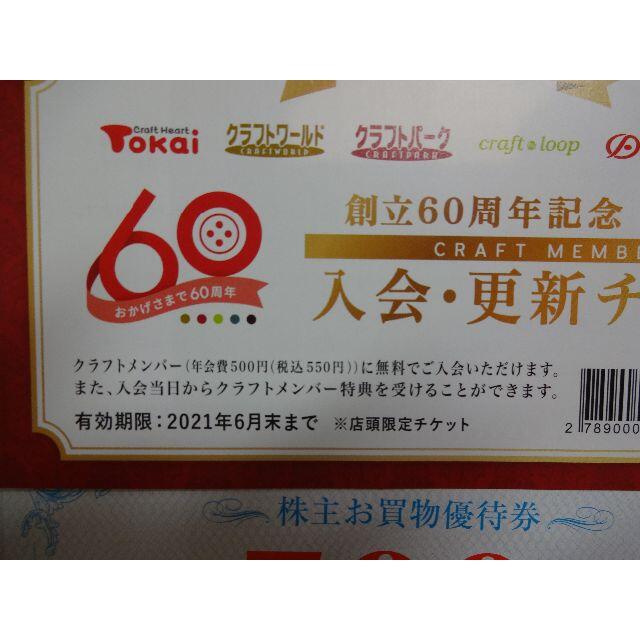 Craft Heart
Tokai
クラフトワールド
CRAFTWORLD
クラフトパーク
CRAFTPARK
craft loop
60
おかげさまで60周年
創立60周年記念
CRAFT MEMBE
入会・更新チ
クラフトメンバー(年会費500円(税込550円))に無料でご入会いただけます。
また、入会当日からクラフトメンバー特典を受けることができます。
有効期限：2021年6月末まで ※店頭限定チケット
2 789000
株主お買物優待券